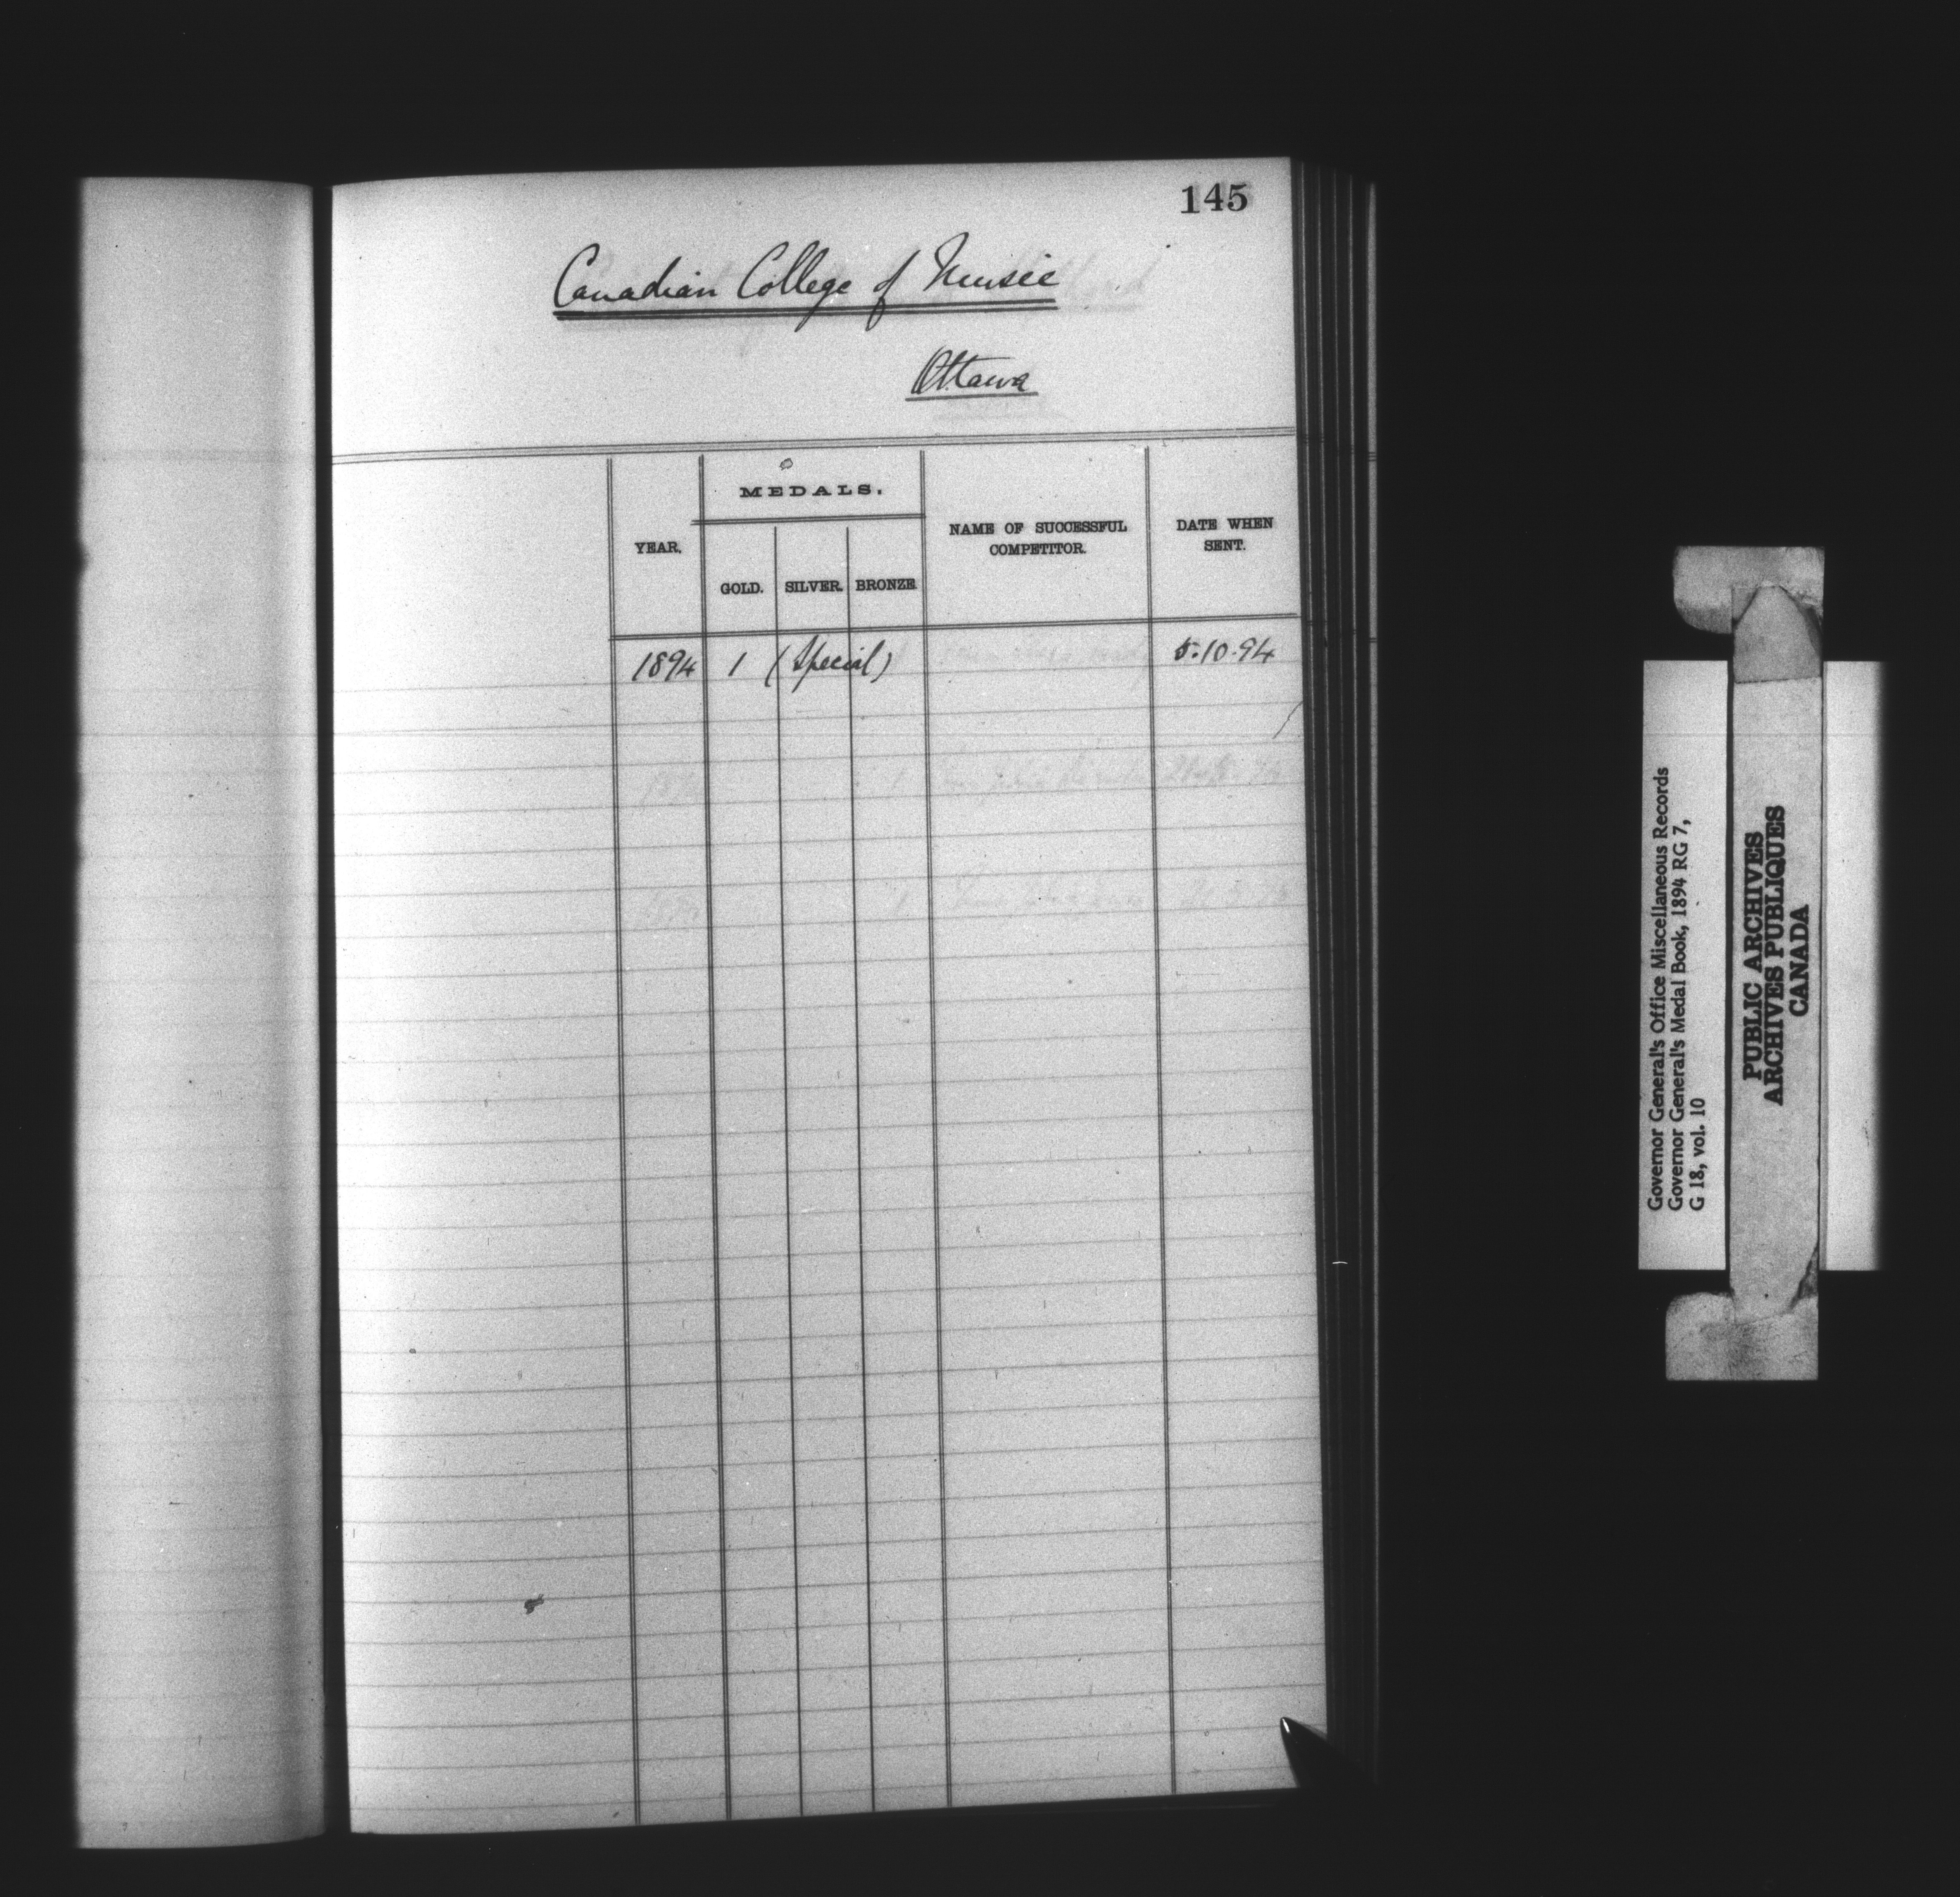 145
Canadian College of Music
Ottawa
YEAR. MEDALS. NAME OF SUCCESSFUL COMPETITOR. DATE WHEN SENT.
GOLD. SILVER. BRONZE
1894 1 (Special) 5.10.94
Governor General's Office Miscellaneous Records
Governor General's Medal Book, 1894 RG 7,
G 18, vol. 10
PUBLIC ARCHIVES
ARCHIVES PUBLIQUES
CANADA